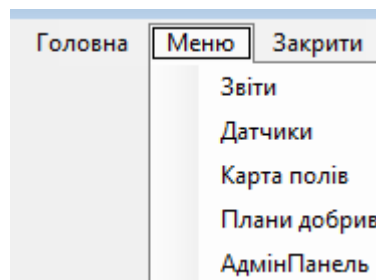 Головна Меню Закрити
Звіти
Датчики
Карта полів
Плани добрив
АдмінПанель